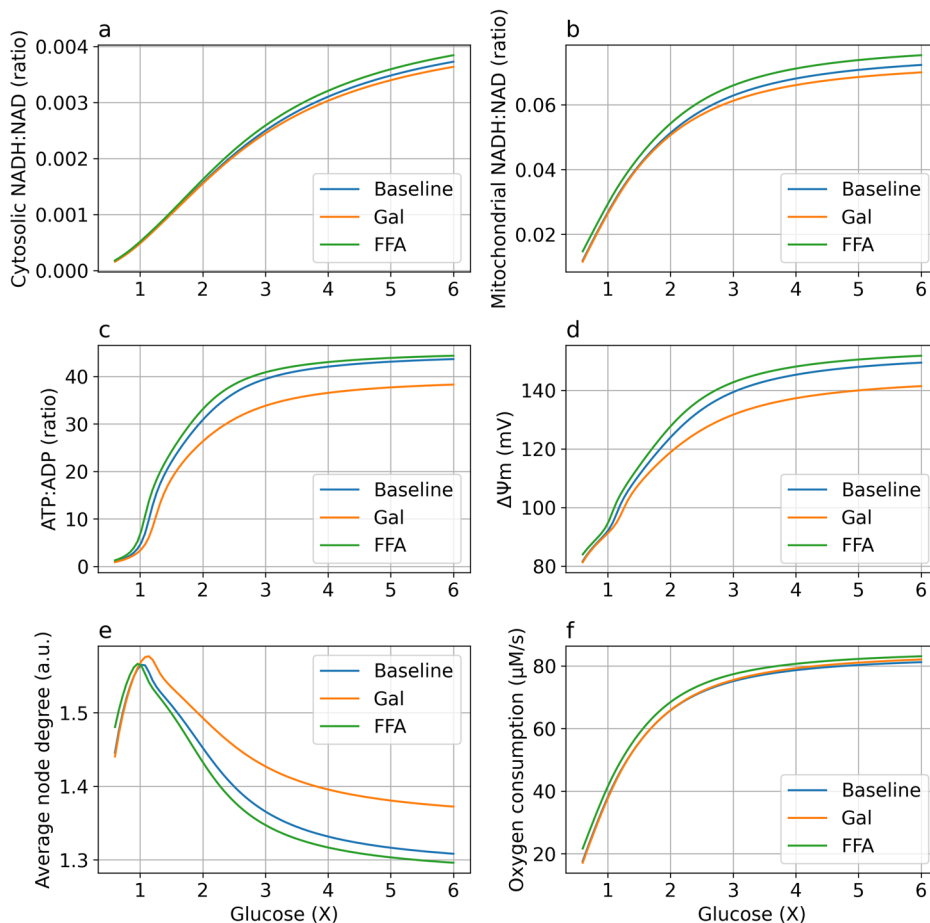 a
Cytosolic NADH:NAD (ratio)
0.004
0.003
0.002
0.001
0.000
1 2 3 4 5 6
Baseline
Gal
FFA
b
Mitochondrial NADH:NAD (ratio)
0.06
0.04
0.02
1 2 3 4 5 6
Baseline
Gal
FFA
c
ATP:ADP (ratio)
40
30
20
10
0
1 2 3 4 5 6
Baseline
Gal
FFA
d
ΔΨm (mV)
140
120
100
80
1 2 3 4 5 6
Baseline
Gal
FFA
e
Average node degree (a.u.)
1.5
1.4
1.3
1 2 3 4 5 6
Glucose (X)
Baseline
Gal
FFA
f
Oxygen consumption (μM/s)
80
60
40
20
1 2 3 4 5 6
Glucose (X)
Baseline
Gal
FFA